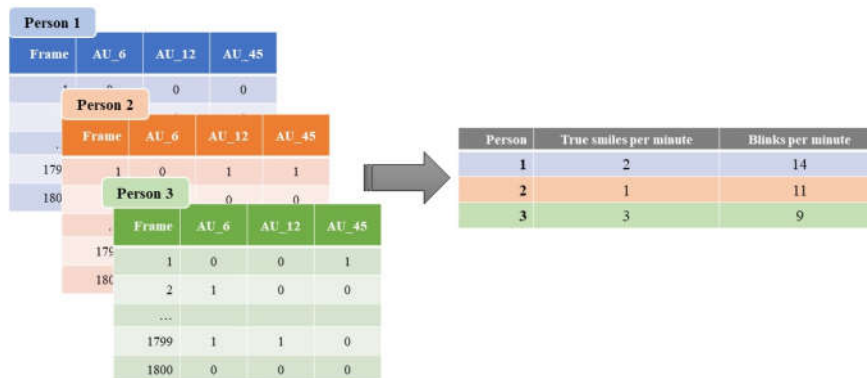 Person 1
Frame AU_6 AU_12 AU_45
0 0
179
180
Person 2
Frame AU_6 AU_12 AU_45
1 0 1 1
0 0
179
180
Person 3
Frame AU_6 AU_12 AU_45
1 0 0 1
2 1 0 0
...
1799 1 1 0
1800 0 0 0
Person True smiles per minute Blinks per minute
1 2 14
2 1 11
3 3 9